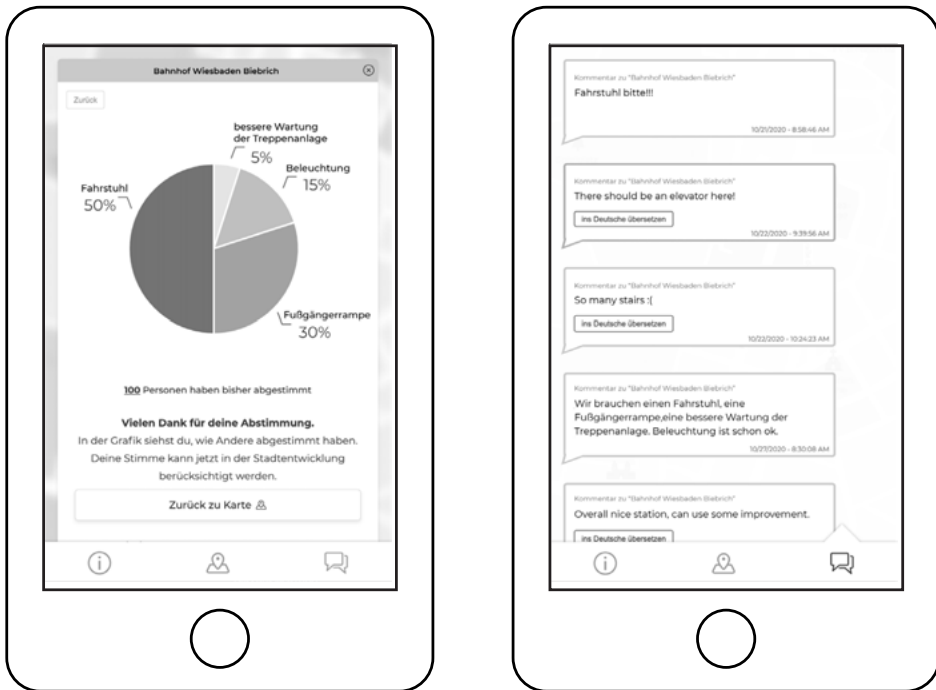 Bahnhof Wiesbaden Biebrich
Zurück
bessere Wartung
der Treppenanlage
5%
Beleuchtung
15%
Fahrstuhl
50%
Fußgängerrampe
30%
100 Personen haben bisher abgestimmt
Vielen Dank für deine Abstimmung.
In der Grafik siehst du, wie Andere abgestimmt haben.
Deine Stimme kann jetzt in der Stadtentwicklung
berücksichtigt werden.
Zurück zu Karte
Kommentar zu "Bahnhof Wiesbaden Biebrich"
Fahrstuhl bitte!!!
10/21/2020 - 8:58:46 AM
Kommentar zu "Bahnhof Wiesbaden Biebrich"
There should be an elevator here!
ins Deutsche übersetzen
10/22/2020 - 9:39:56 AM
Kommentar zu "Bahnhof Wiesbaden Biebrich"
So many stairs :(
ins Deutsche übersetzen
10/22/2020 - 10:24:23 AM
Kommentar zu "Bahnhof Wiesbaden Biebrich"
Wir brauchen einen Fahrstuhl, eine
Fußgängerrampe,eine bessere Wartung der
Treppenanlage. Beleuchtung ist schon ok.
10/27/2020 - 8:30:08 AM
Kommentar zu "Bahnhof Wiesbaden Biebrich"
Overall nice station, can use some improvement.
ins Deutsche übersetzen